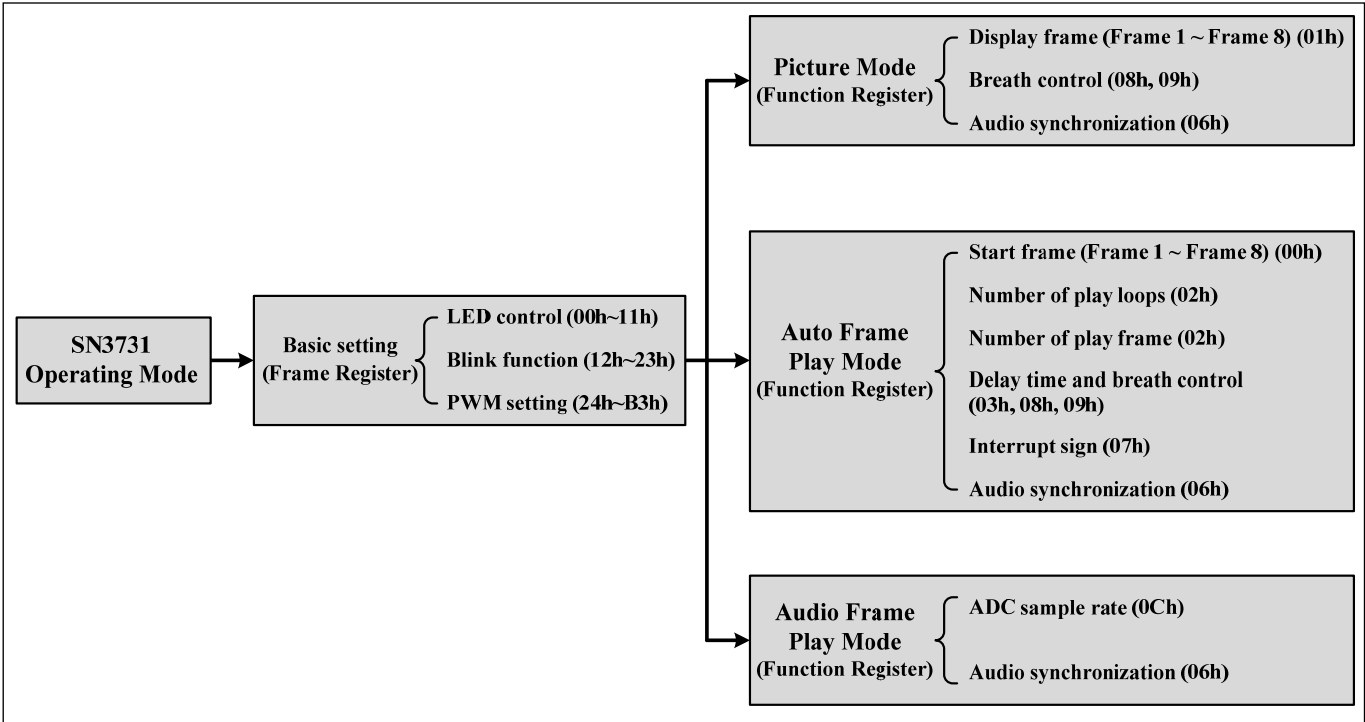 SN3731
Operating Mode
Basic setting
(Frame Register)
LED control (00h~11h)
Blink function (12h~23h)
PWM setting (24h~B3h)
Picture Mode
(Function Register)
Display frame (Frame 1 ~ Frame 8) (01h)
Breath control (08h, 09h)
Audio synchronization (06h)
Auto Frame
Play Mode
(Function Register)
Start frame (Frame 1 ~ Frame 8) (00h)
Number of play loops (02h)
Number of play frame (02h)
Delay time and breath control
(03h, 08h, 09h)
Interrupt sign (07h)
Audio synchronization (06h)
Audio Frame
Play Mode
(Function Register)
ADC sample rate (0Ch)
Audio synchronization (06h)